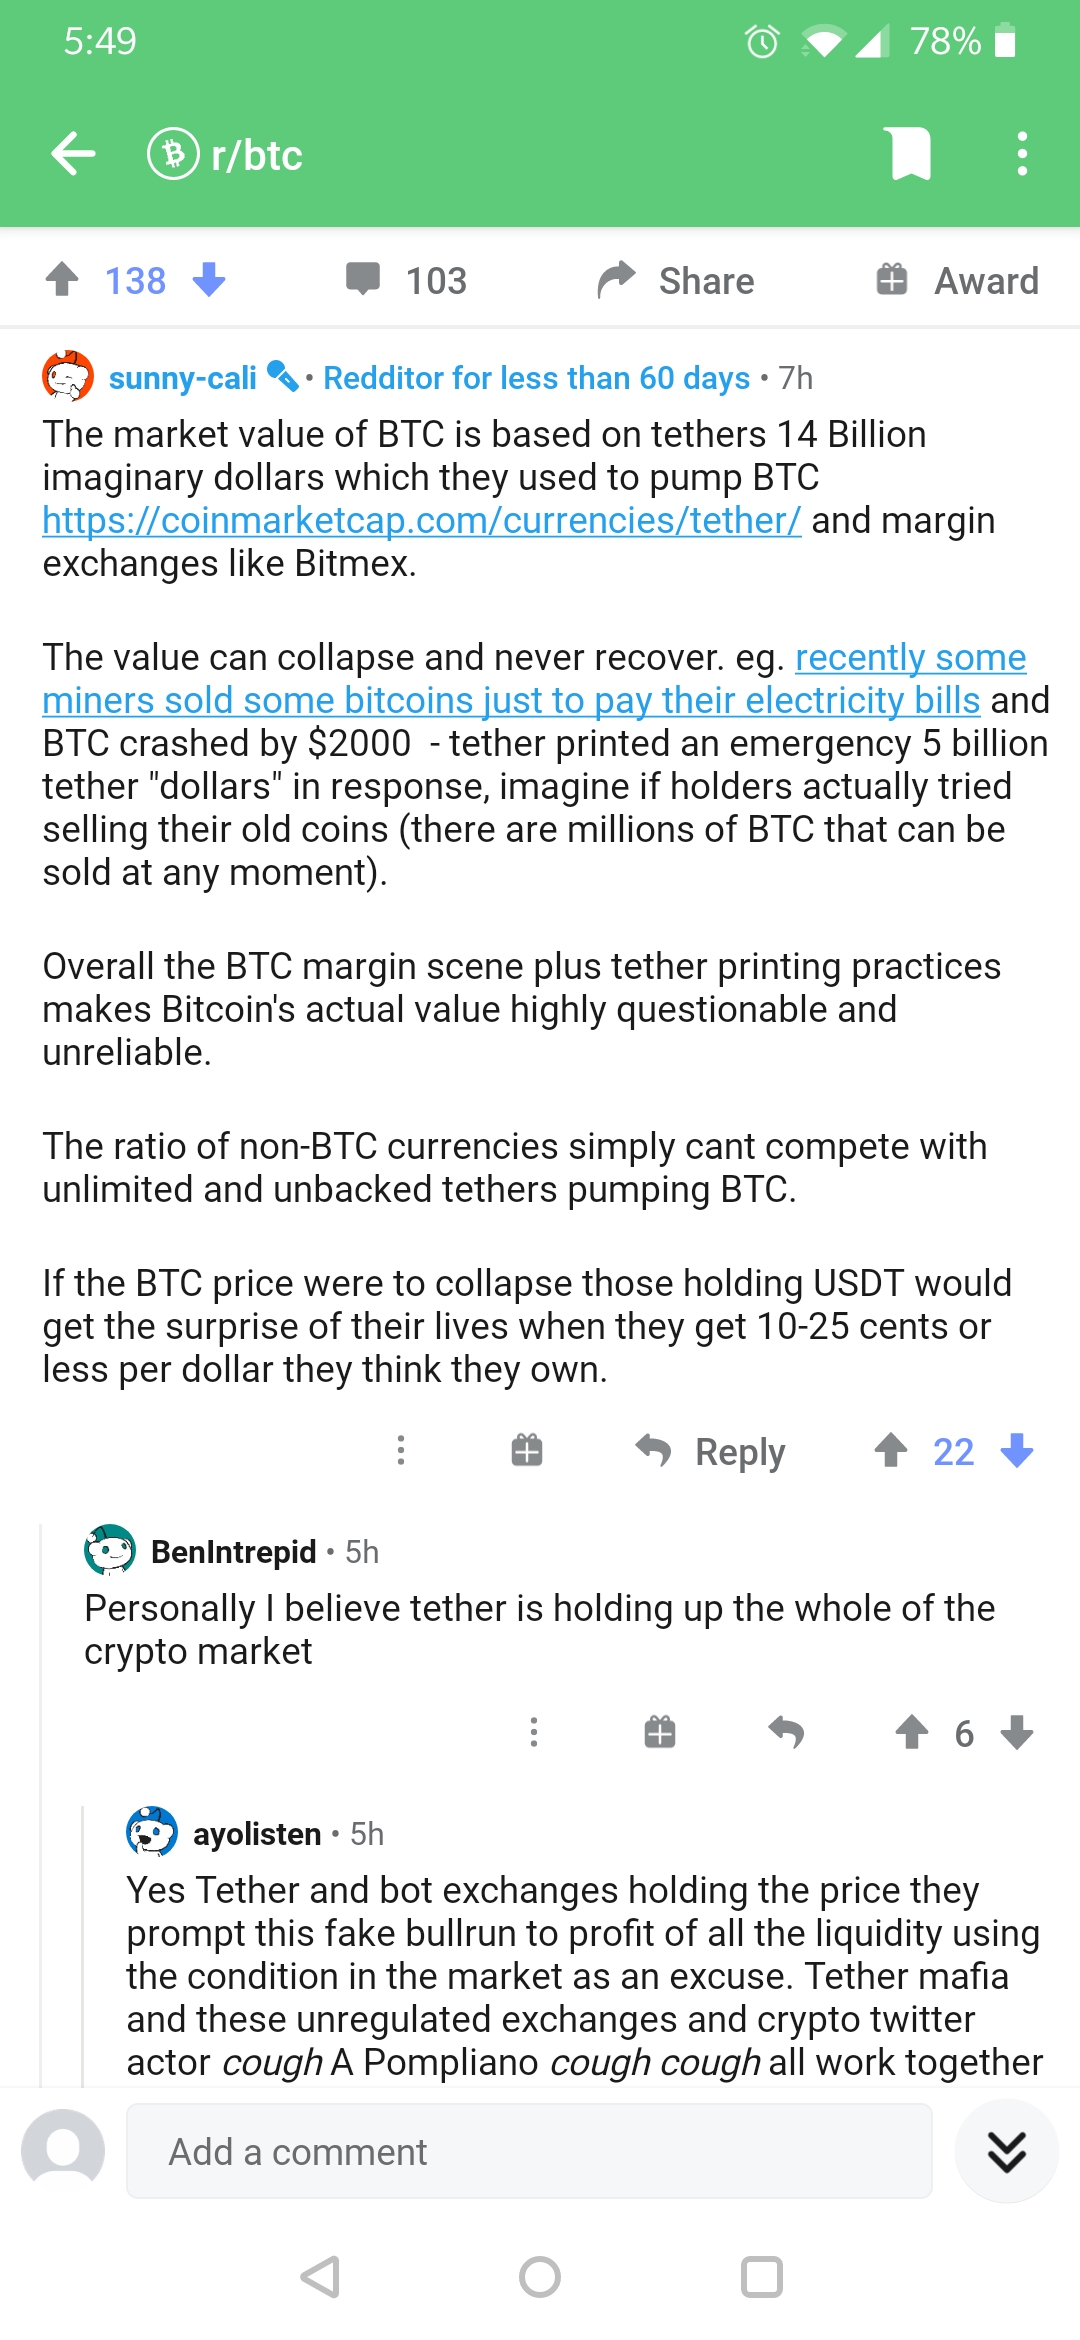 5:49 78%
r/btc
138 103 Share Award
sunny-cali • Redditor for less than 60 days • 7h
The market value of BTC is based on tethers 14 Billion
imaginary dollars which they used to pump BTC
https://coinmarketcap.com/currencies/tether/ and margin
exchanges like Bitmex.
The value can collapse and never recover. eg. recently some
miners sold some bitcoins just to pay their electricity bills and
BTC crashed by $2000 - tether printed an emergency 5 billion
tether "dollars" in response, imagine if holders actually tried
selling their old coins (there are millions of BTC that can be
sold at any moment).
Overall the BTC margin scene plus tether printing practices
makes Bitcoin's actual value highly questionable and
unreliable.
The ratio of non-BTC currencies simply cant compete with
unlimited and unbacked tethers pumping BTC.
If the BTC price were to collapse those holding USDT would
get the surprise of their lives when they get 10-25 cents or
less per dollar they think they own.
Reply 22
BenIntrepid • 5h
Personally I believe tether is holding up the whole of the
crypto market
6
ayolisten • 5h
Yes Tether and bot exchanges holding the price they
prompt this fake bullrun to profit of all the liquidity using
the condition in the market as an excuse. Tether mafia
and these unregulated exchanges and crypto twitter
actor cough A Pompliano cough cough all work together
Add a comment